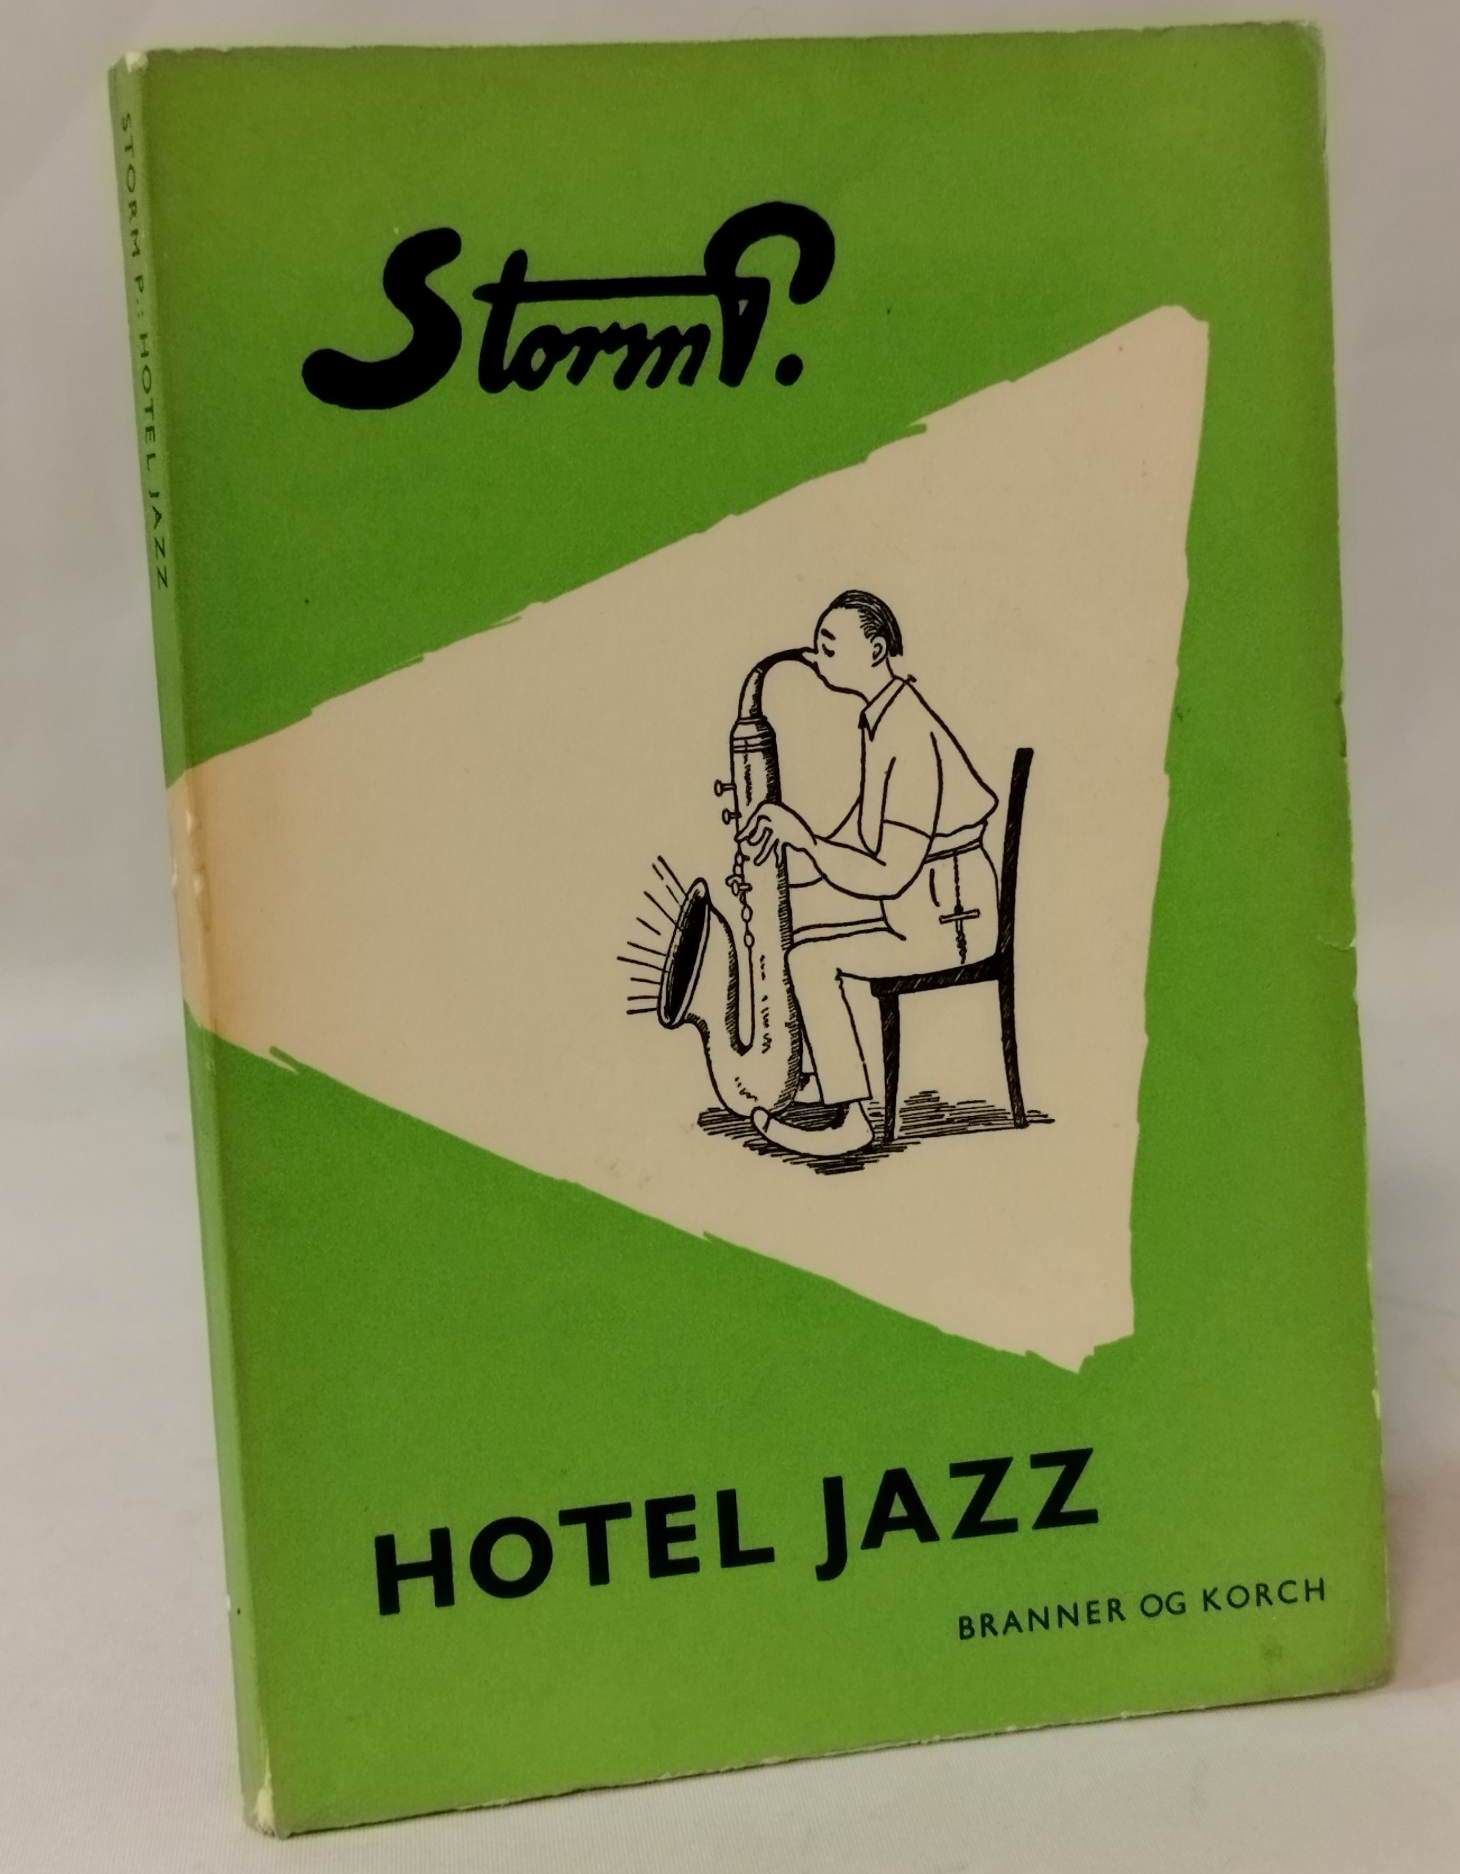 STORM P.: HOTEL JAZZ
Storm P.
HOTEL JAZZ
BRANNER OG KORCH